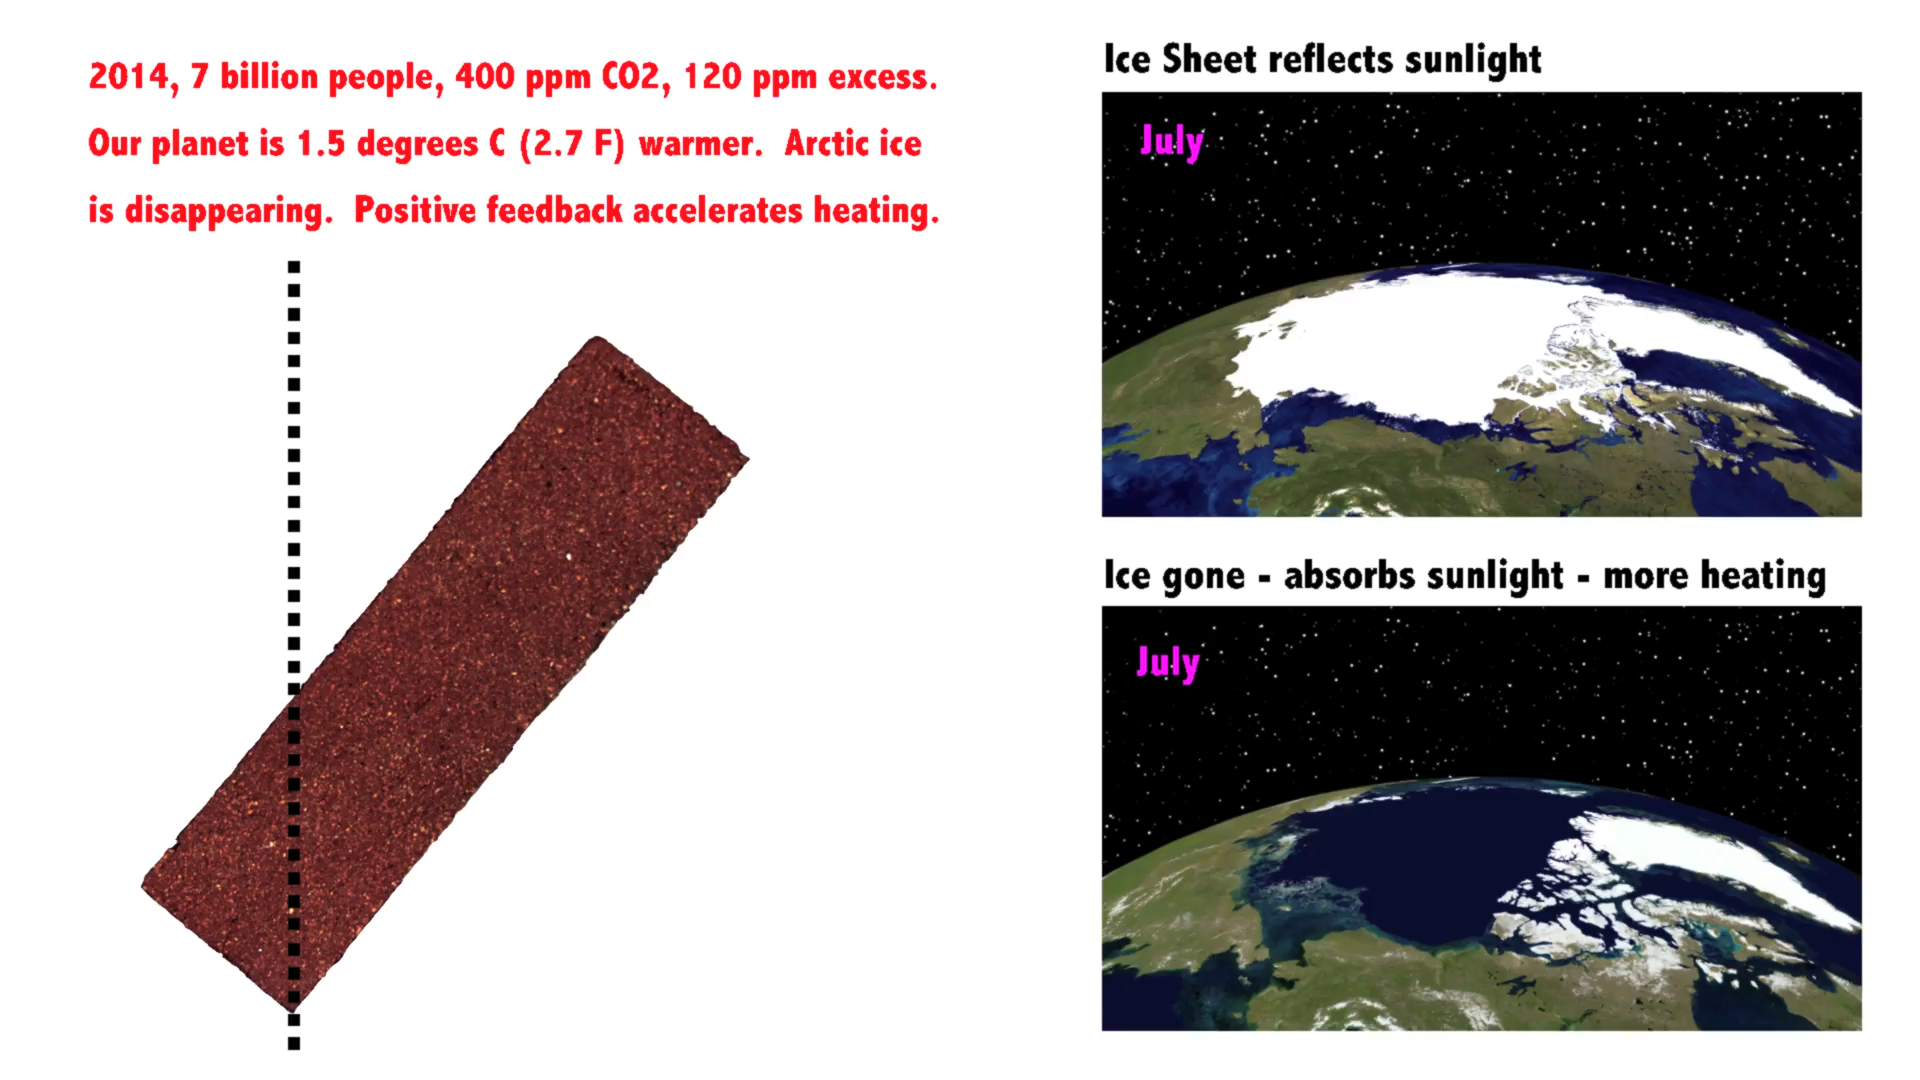 2014, 7 billion people, 400 ppm CO2, 120 ppm excess.
Our planet is 1.5 degrees C (2.7 F) warmer. Arctic ice
is disappearing. Positive feedback accelerates heating.
Ice Sheet reflects sunlight
July
Ice gone - absorbs sunlight - more heating
July